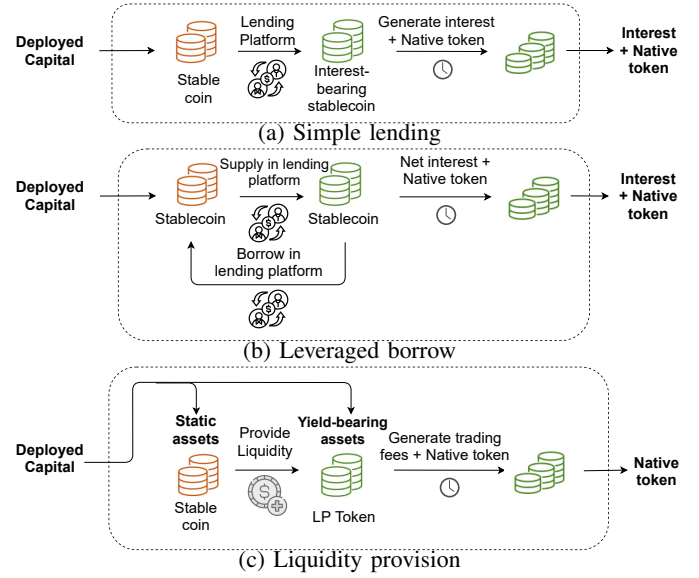 Deployed
Capital
Stable
coin
Lending
Platform
Interest-
bearing
stablecoin
Generate interest
+ Native token
Interest
+ Native
token
(a) Simple lending
Deployed
Capital
Stablecoin
Supply in lending
platform
Stablecoin
Borrow in
lending platform
Net interest +
Native token
Interest
+ Native
token
(b) Leveraged borrow
Deployed
Capital
Static
assets
Stable
coin
Provide
Liquidity
Yield-bearing
assets
LP Token
Generate trading
fees + Native token
Native
token
(c) Liquidity provision